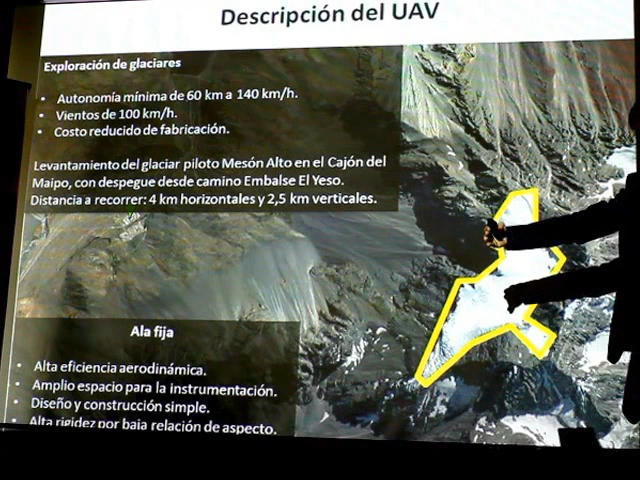 Descripción del UAV
Exploración de glaciares
• Autonomía mínima de 60 km a 140 km/h.
• Vientos de 100 km/h.
• Costo reducido de fabricación.
Levantamiento del glaciar piloto Mesón Alto en el Cajón del
Maipo, con despegue desde camino Embalse El Yeso.
Distancia a recorrer: 4 km horizontales y 2,5 km verticales.
Ala fija
• Alta eficiencia aerodinámica.
• Amplio espacio para la instrumentación.
• Diseño y construcción simple.
• Alta rigidez por baja relación de aspecto.